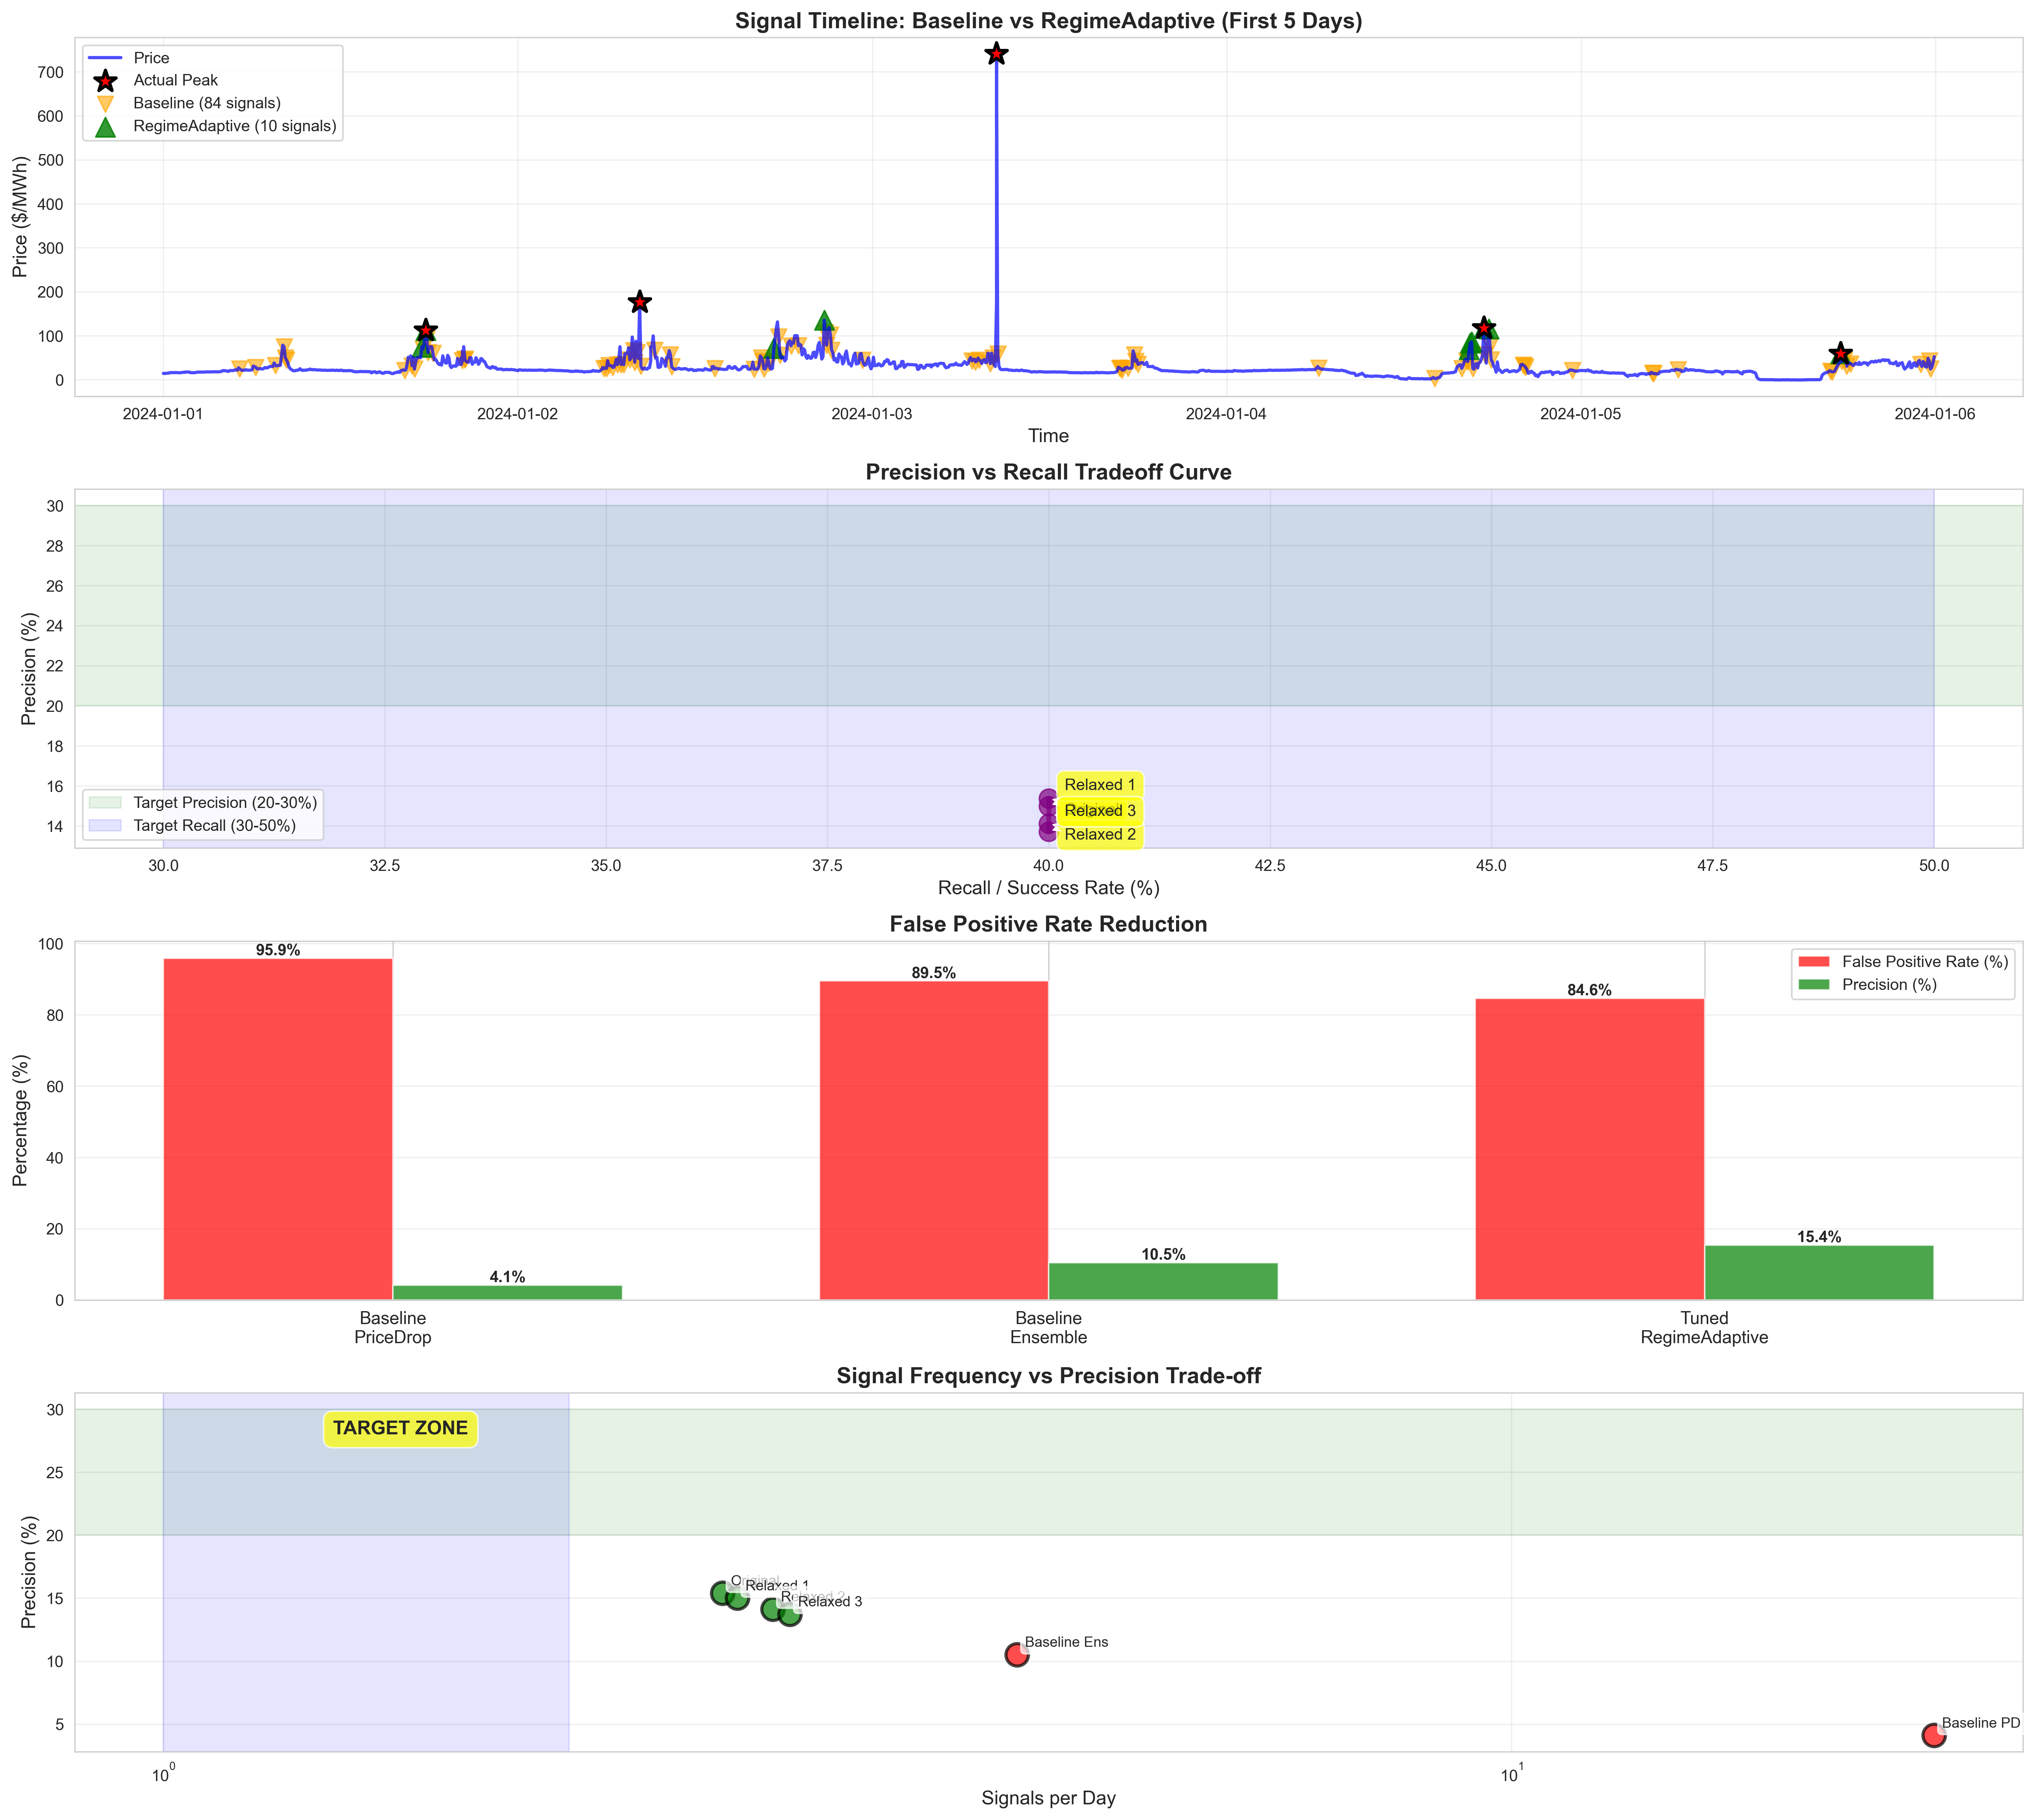 Signal Timeline: Baseline vs RegimeAdaptive (First 5 Days)
Price
Actual Peak
Baseline (84 signals)
RegimeAdaptive (10 signals)
Price ($/MWh)
700
600
500
400
300
200
100
0
2024-01-01
2024-01-02
2024-01-03
2024-01-04
2024-01-05
2024-01-06
Time
Precision vs Recall Tradeoff Curve
Precision (%)
30
28
26
24
22
20
18
16
14
Relaxed 1
Relaxed 3
Relaxed 2
Target Precision (20-30%)
Target Recall (30-50%)
30.0
32.5
35.0
37.5
40.0
42.5
45.0
47.5
50.0
Recall / Success Rate (%)
False Positive Rate Reduction
False Positive Rate (%)
Precision (%)
Percentage (%)
100
80
60
40
20
0
95.9%
4.1%
89.5%
10.5%
84.6%
15.4%
Baseline
PriceDrop
Baseline
Ensemble
Tuned
RegimeAdaptive
Signal Frequency vs Precision Trade-off
TARGET ZONE
Precision (%)
30
25
20
15
10
5
Original
Relaxed 1
Relaxed 2
Relaxed 3
Baseline Ens
Baseline PD
10^0
10^1
Signals per Day